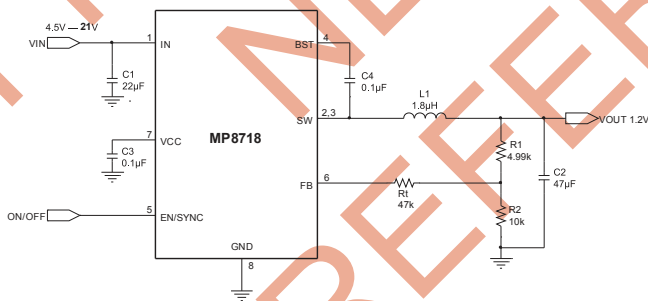 4.5V — 21V
VIN
1
IN
C1
22µF
7
VCC
C3
0.1µF
ON/OFF
5
EN/SYNC
MP8718
GND
8
BST
4
C4
0.1µF
SW
2,3
L1
1.8µH
VOUT 1.2V
R1
4.99k
C2
47µF
FB
6
Rt
47k
R2
10k